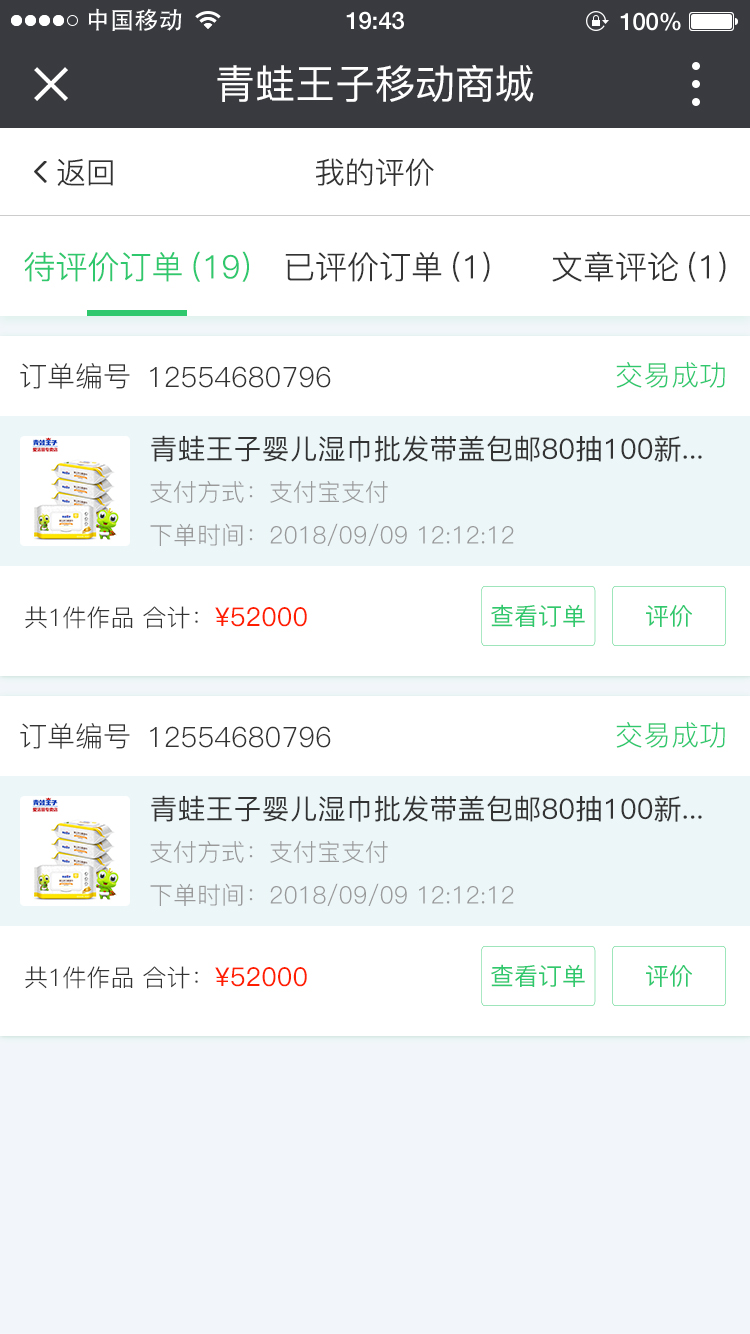 中国移动 19:43 100%
青蛙王子移动商城
返回 我的评价
待评价订单(19) 已评价订单(1) 文章评论(1)
订单编号 12554680796 交易成功
青蛙王子
青蛙王子婴儿湿巾批发带盖包邮80抽100新...
支付方式：支付宝支付
下单时间：2018/09/09 12:12:12
共1件作品 合计：¥52000 查看订单 评价
订单编号 12554680796 交易成功
青蛙王子
青蛙王子婴儿湿巾批发带盖包邮80抽100新...
支付方式：支付宝支付
下单时间：2018/09/09 12:12:12
共1件作品 合计：¥52000 查看订单 评价